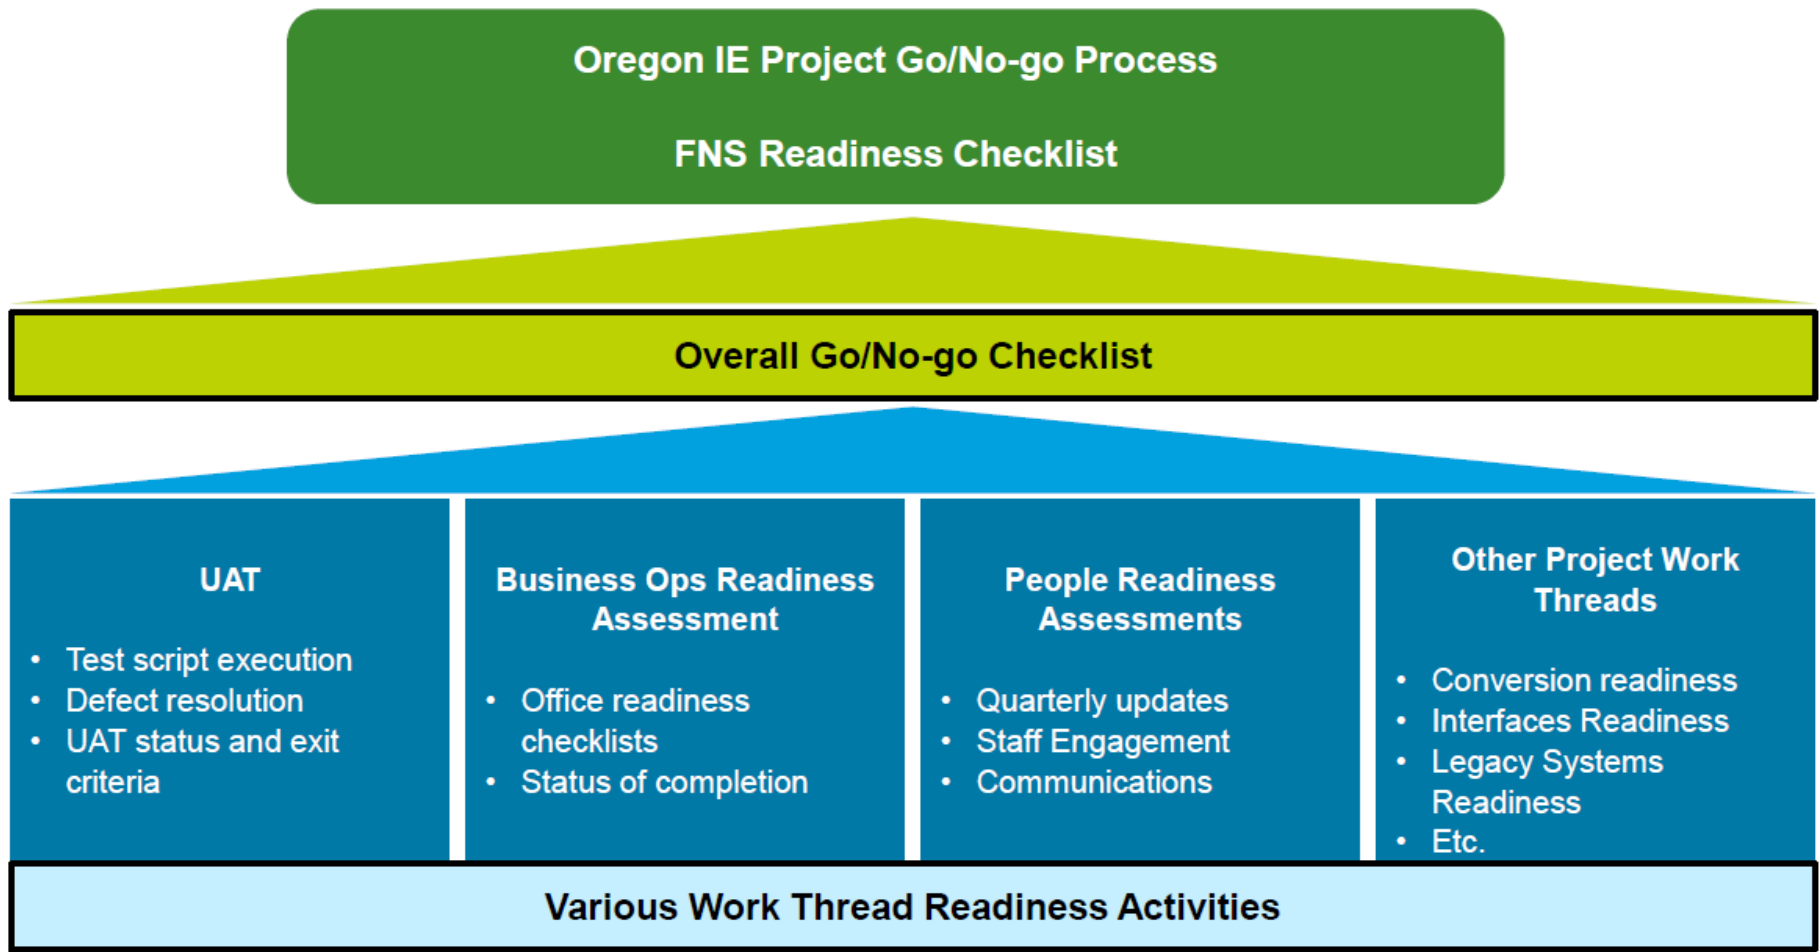 Oregon IE Project Go/No-go Process
FNS Readiness Checklist
Overall Go/No-go Checklist
UAT
• Test script execution
• Defect resolution
• UAT status and exit
criteria
Business Ops Readiness
Assessment
• Office readiness
checklists
• Status of completion
People Readiness
Assessments
• Quarterly updates
• Staff Engagement
• Communications
Other Project Work
Threads
• Conversion readiness
• Interfaces Readiness
• Legacy Systems
Readiness
• Etc.
Various Work Thread Readiness Activities